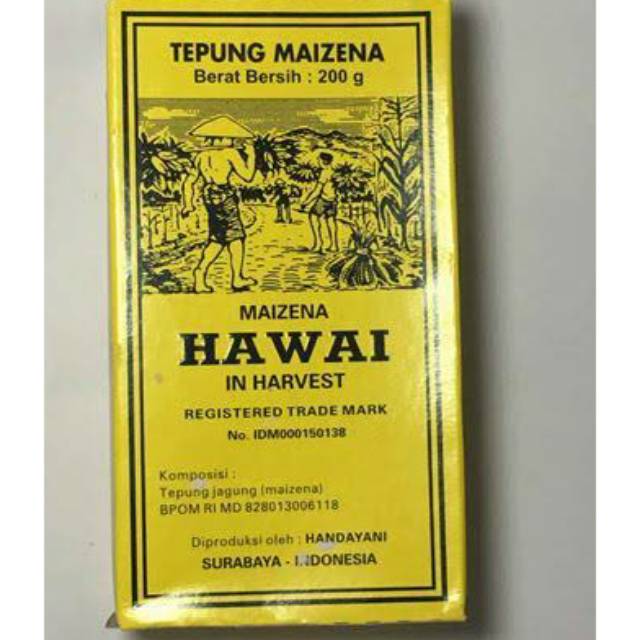 TEPUNG MAIZENA
Berat Bersih : 200 g
MAIZENA
HAWAI
IN HARVEST
REGISTERED TRADE MARK
No. IDM000150138
Komposisi :
Tepung jagung (maizena)
BPOM RI MD 828013006118
Diproduksi oleh : HANDAYANI
SURABAYA - INDONESIA